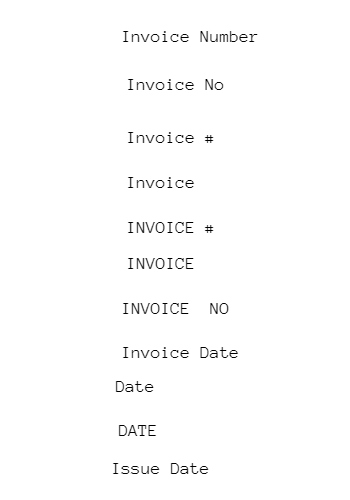 Invoice Number
Invoice No
Invoice #
Invoice
INVOICE #
INVOICE
INVOICE  NO
Invoice Date
Date
DATE
Issue Date